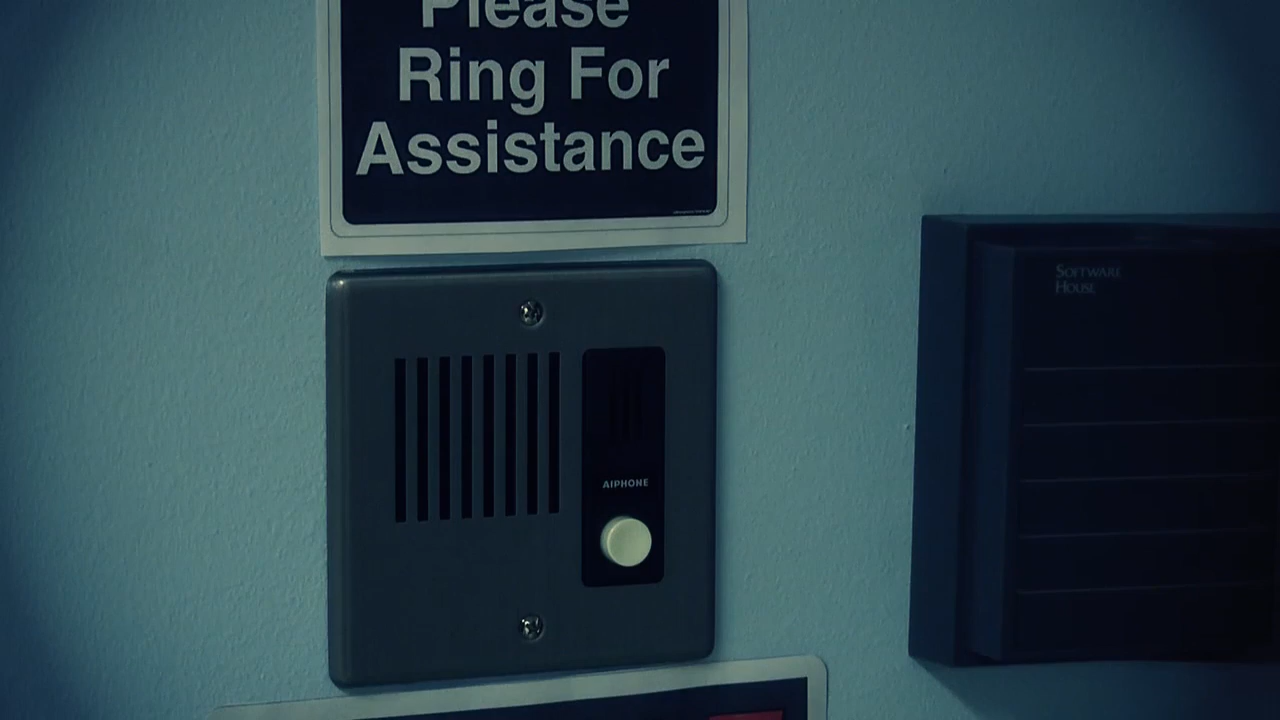 Please
Ring For
Assistance
SOFTWARE
HOUSE
AIPHONE